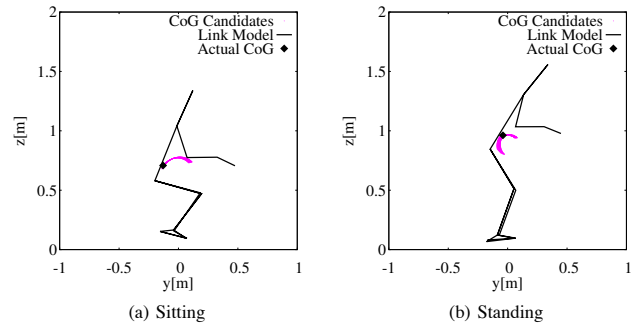 CoG Candidates
Link Model
Actual CoG
2
1.5
1
0.5
0
z[m]
-1
-0.5
0
0.5
1
y[m]
(a) Sitting
CoG Candidates
Link Model
Actual CoG
2
1.5
1
0.5
0
z[m]
-1
-0.5
0
0.5
1
y[m]
(b) Standing